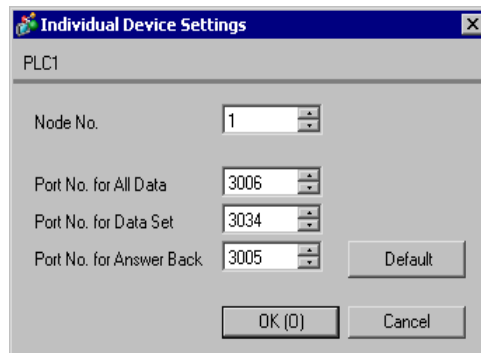 Individual Device Settings
PLC1
Node No. 1
Port No. for All Data 3006
Port No. for Data Set 3034
Port No. for Answer Back 3005 Default
OK (O) Cancel